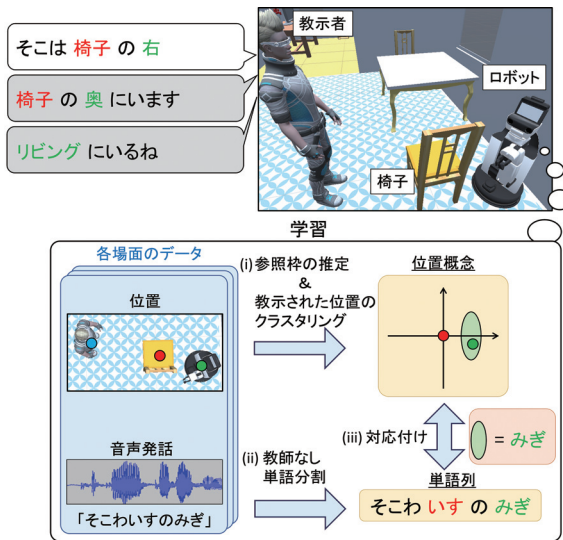 そこは 椅子 の 右
椅子 の 奥 にいます
リビング にいるね
教示者
ロボット
椅子
学習
各場面のデータ
位置
音声発話
「そこわいすのみぎ」
(i) 参照枠の推定
&
教示された位置の
クラスタリング
(ii) 教師なし
単語分割
位置概念
(iii) 対応付け
= みぎ
単語列
そこわ いす の みぎ